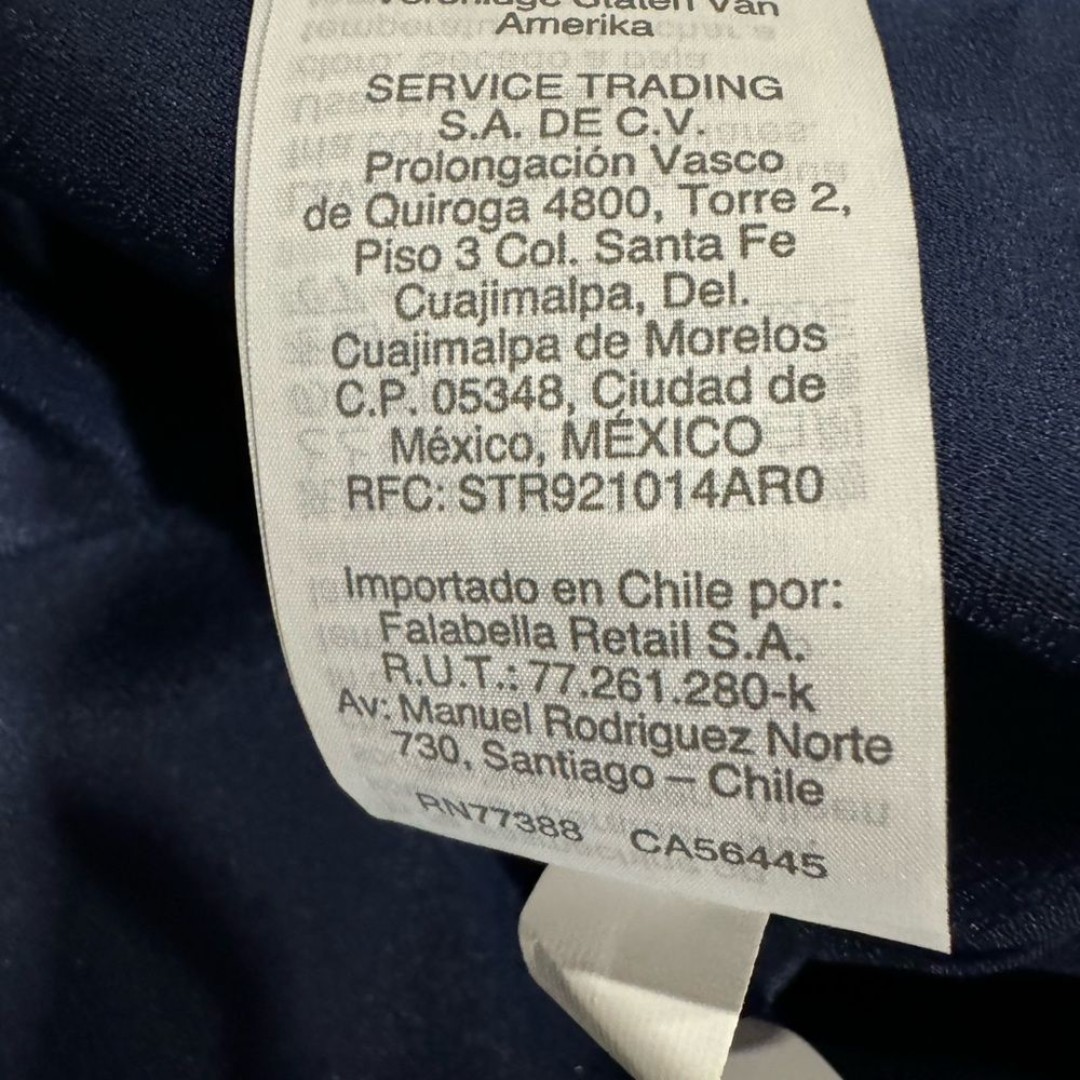 Staten van
Amerika
SERVICE TRADING
S.A. DE C.V.
Prolongación Vasco
de Quiroga 4800, Torre 2,
Piso 3 Col. Santa Fe
Cuajimalpa, Del.
Cuajimalpa de Morelos
C.P. 05348, Ciudad de
México, MÉXICO
RFC: STR921014AR0
Importado en Chile por:
Falabella Retail S.A.
R.U.T.: 77.261.280-k
Av: Manuel Rodriguez Norte
730, Santiago – Chile
RN77388 CA56445